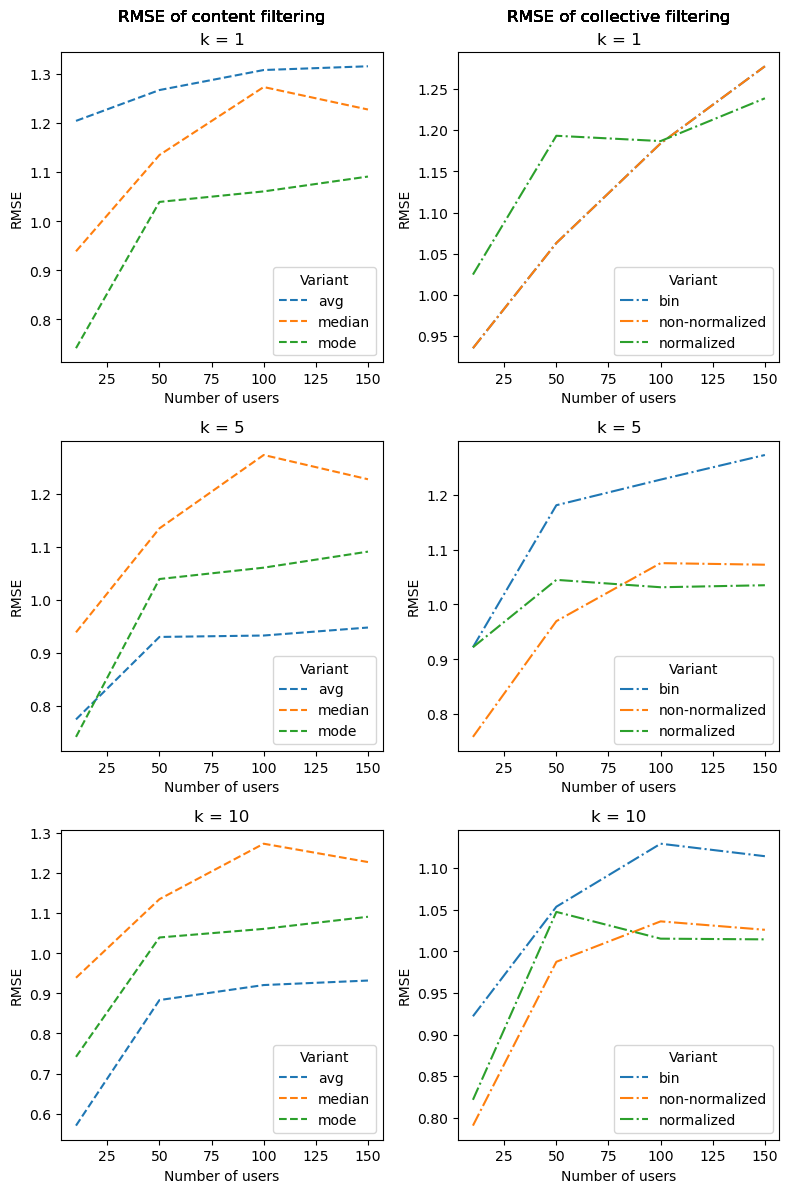 RMSE of content filtering
k = 1
RMSE
1.3
1.2
1.1
1.0
0.9
0.8
Variant
avg
median
mode
25 50 75 100 125 150
Number of users
RMSE of collective filtering
k = 1
RMSE
1.25
1.20
1.15
1.10
1.05
1.00
0.95
Variant
bin
non-normalized
normalized
25 50 75 100 125 150
Number of users
k = 5
RMSE
1.2
1.1
1.0
0.9
0.8
Variant
avg
median
mode
25 50 75 100 125 150
Number of users
k = 5
RMSE
1.2
1.1
1.0
0.9
0.8
Variant
bin
non-normalized
normalized
25 50 75 100 125 150
Number of users
k = 10
RMSE
1.3
1.2
1.1
1.0
0.9
0.8
0.7
0.6
Variant
avg
median
mode
25 50 75 100 125 150
Number of users
k = 10
RMSE
1.10
1.05
1.00
0.95
0.90
0.85
0.80
Variant
bin
non-normalized
normalized
25 50 75 100 125 150
Number of users